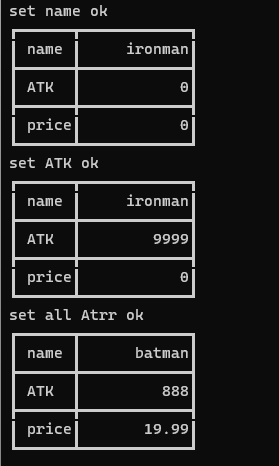 set name ok
name ironman
ATK 0
price 0
set ATK ok
name ironman
ATK 9999
price 0
set all Atrr ok
name batman
ATK 888
price 19.99